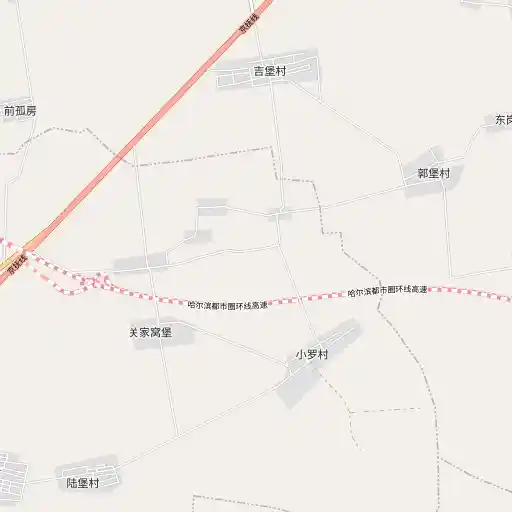 京抚线
吉堡村
前孤房
东岗
郭堡村
京抚线
哈尔滨都市圈环线高速
哈尔滨都市圈环线高速
关家窝堡
小罗村
陆堡村